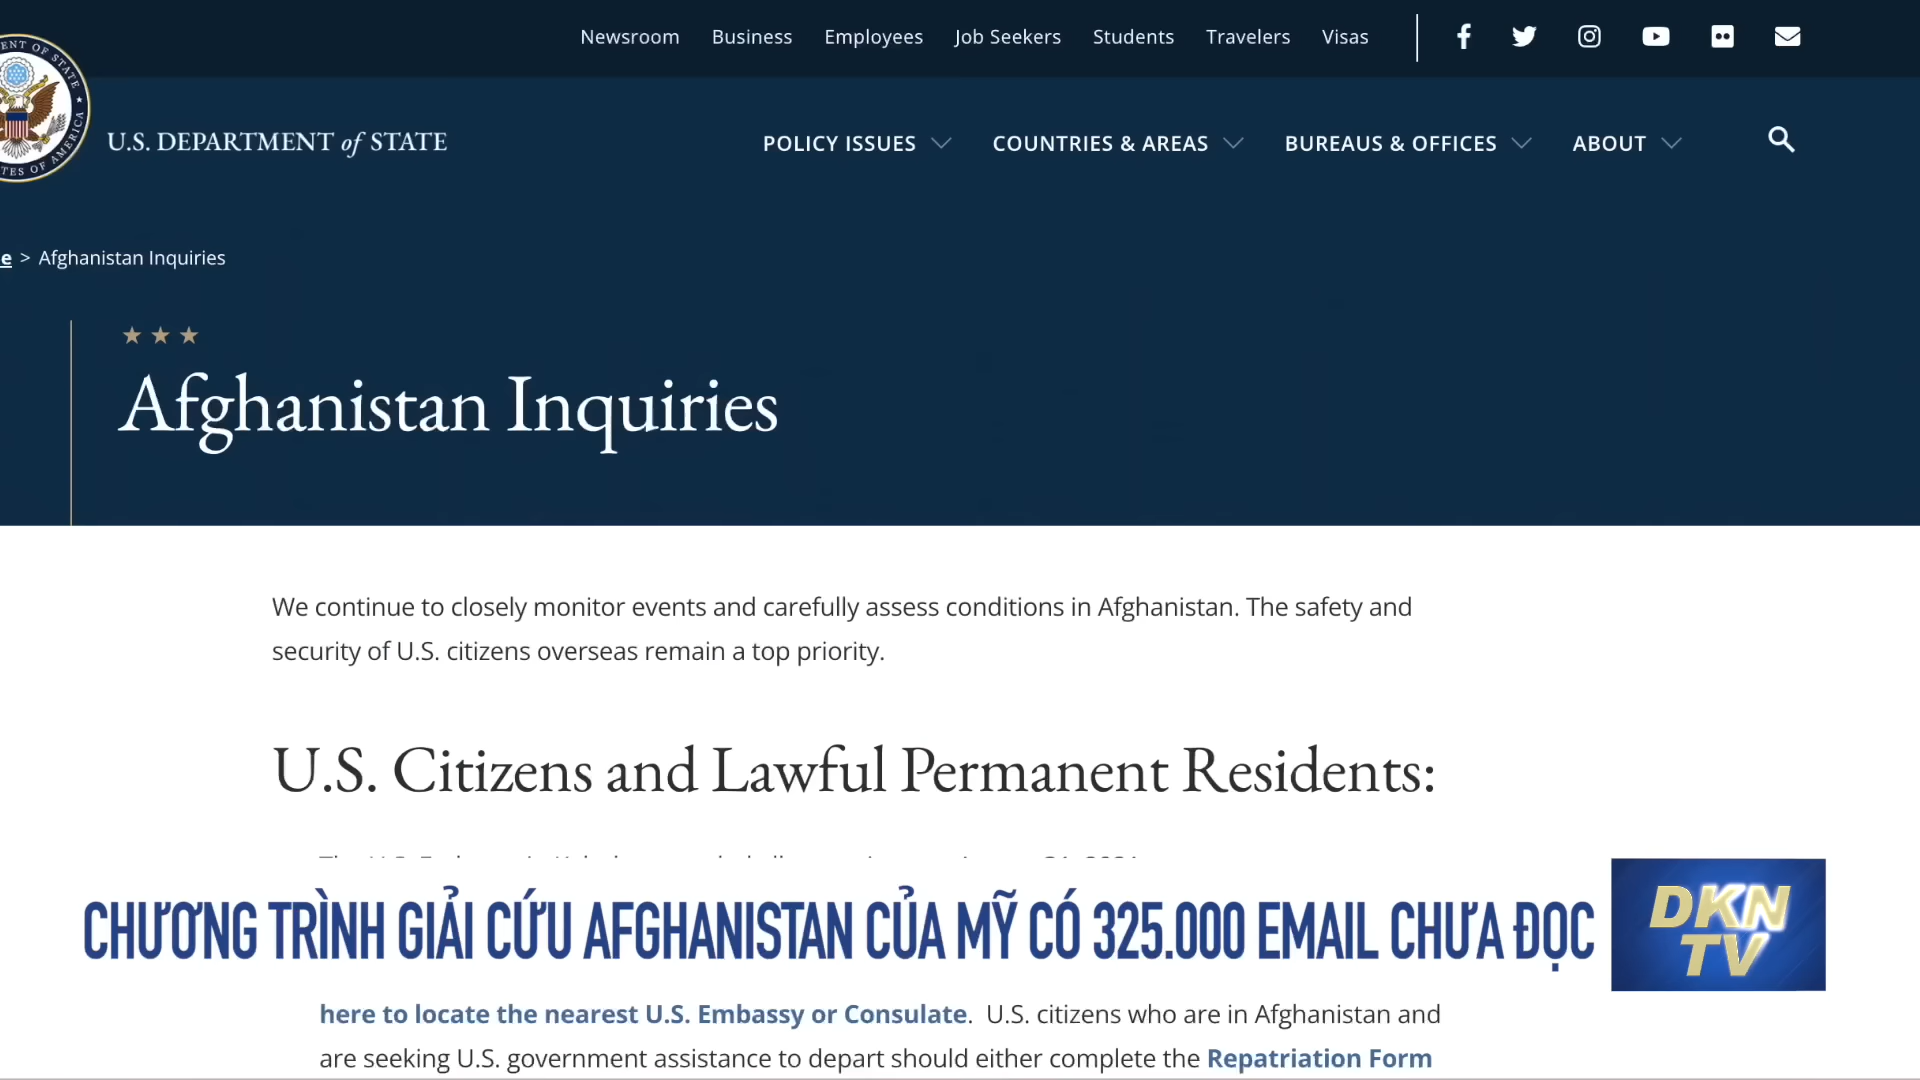 Newsroom Business Employees Job Seekers Students Travelers Visas
U.S. DEPARTMENT of STATE
POLICY ISSUES COUNTRIES & AREAS BUREAUS & OFFICES ABOUT
e > Afghanistan Inquiries
Afghanistan Inquiries
We continue to closely monitor events and carefully assess conditions in Afghanistan. The safety and
security of U.S. citizens overseas remain a top priority.
U.S. Citizens and Lawful Permanent Residents:
CHƯƠNG TRÌNH GIẢI CỨU AFGHANISTAN CỦA MỸ CÓ 325.000 EMAIL CHƯA ĐỌC
DKN
TV
here to locate the nearest U.S. Embassy or Consulate. U.S. citizens who are in Afghanistan and
are seeking U.S. government assistance to depart should either complete the Repatriation Form